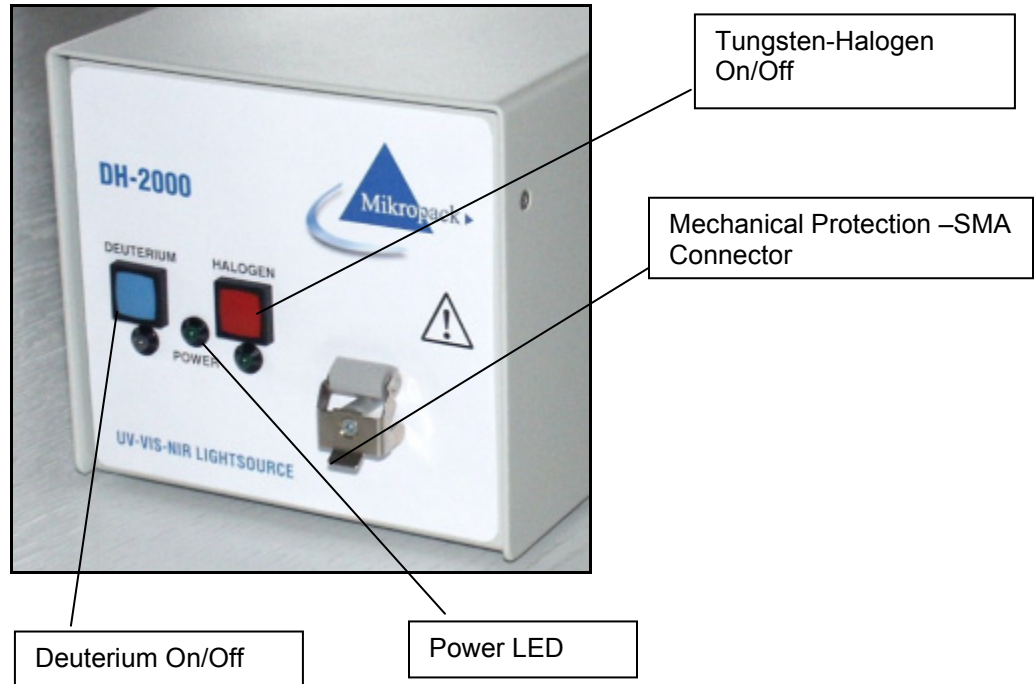 Tungsten-Halogen
On/Off
DH-2000
Mikropack
Mechanical Protection –SMA
Connector
DEUTERIUM
HALOGEN
POWER
UV-VIS-NIR LIGHTSOURCE
Deuterium On/Off
Power LED